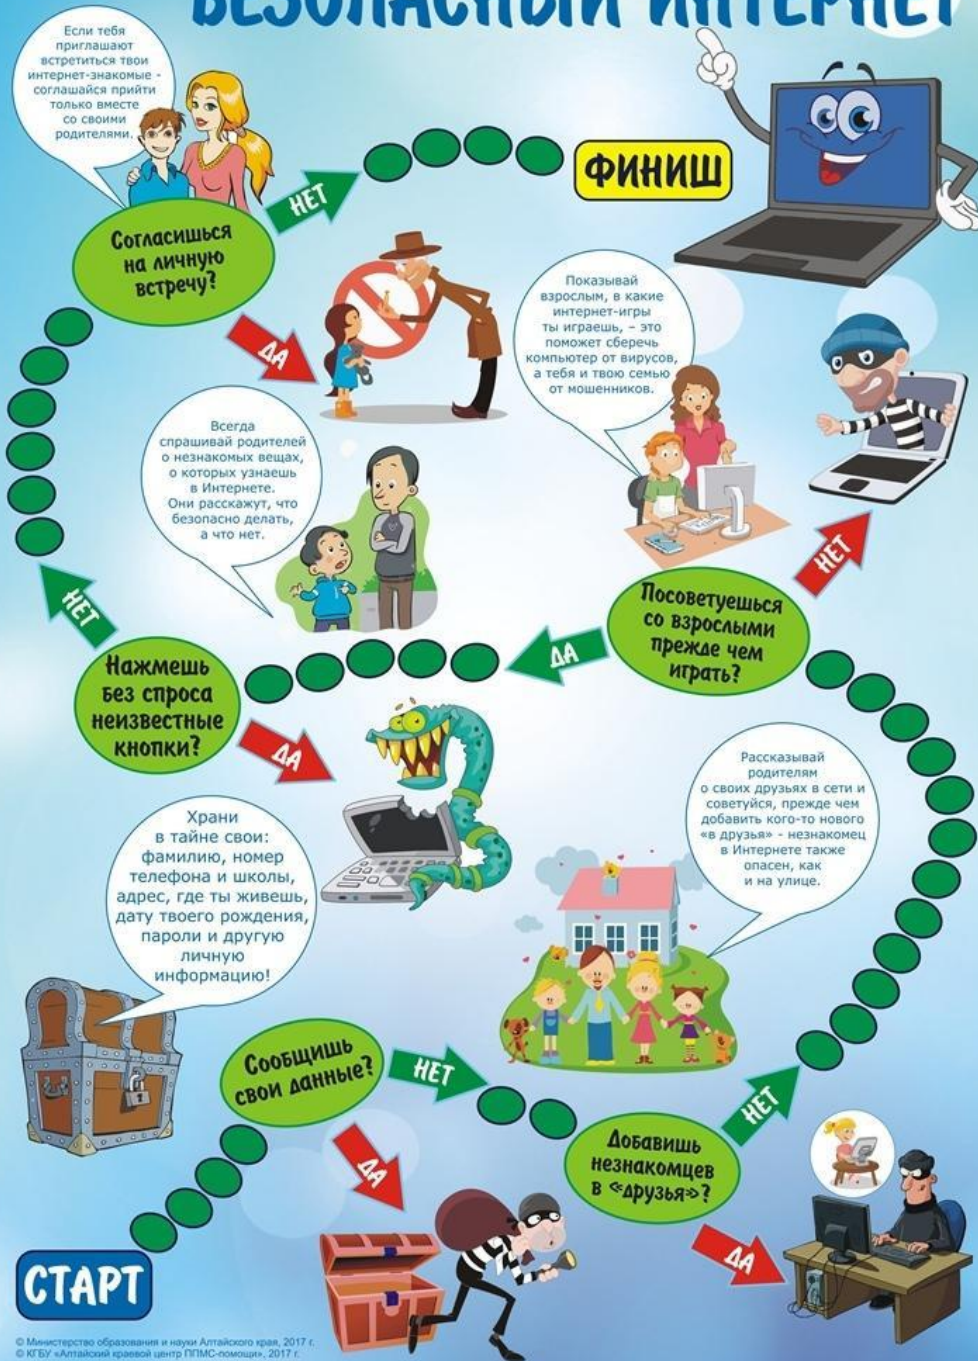 БЕЗОПАСНЫЙ ИНТЕРНЕТ
Если тебя
приглашают
встретиться твои
интернет-знакомые -
соглашайся прийти
только вместе
со своими
родителями.
ФИНИШ
НЕТ
Согласишься
на личную
встречу?
ДА
Показывай
взрослым, в какие
интернет-игры
ты играешь, – это
поможет сберечь
компьютер от вирусов,
а тебя и твою семью
от мошенников.
Всегда
спрашивай родителей
о незнакомых вещах,
о которых узнаешь
в Интернете.
Они расскажут, что
безопасно делать,
а что нет.
НЕТ
Посоветуешься
со взрослыми
прежде чем
играть?
ДА
НЕТ
Нажмешь
без спроса
неизвестные
кнопки?
ДА
Рассказывай
родителям
о своих друзьях в сети и
советуйся, прежде чем
добавить кого-то нового
«в друзья» - незнакомец
в Интернете также
опасен, как
и на улице.
Храни
в тайне свои:
фамилию, номер
телефона и школы,
адрес, где ты живешь,
дату твоего рождения,
пароли и другую
личную
информацию!
Сообщишь
свои данные?
НЕТ
ДА
НЕТ
Добавишь
незнакомцев
в «друзья»?
ДА
СТАРТ
© Министерство образования и науки Алтайского края, 2017 г.
© КГБУ «Алтайский краевой центр ППМС-помощи», 2017 г.